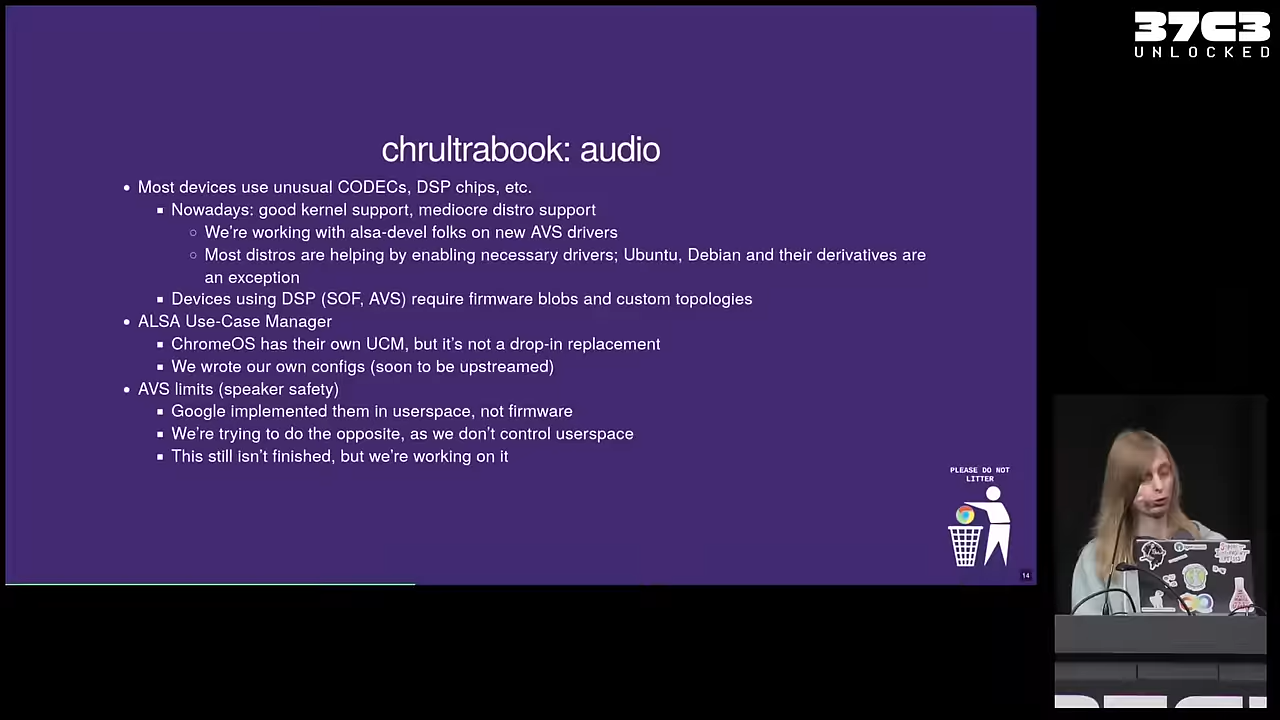 37C3
UNLOCKED
chrultrabook: audio
• Most devices use unusual CODECs, DSP chips, etc.
▪ Nowadays: good kernel support, mediocre distro support
○ We're working with alsa-devel folks on new AVS drivers
○ Most distros are helping by enabling necessary drivers; Ubuntu, Debian and their derivatives are
an exception
▪ Devices using DSP (SOF, AVS) require firmware blobs and custom topologies
• ALSA Use-Case Manager
▪ ChromeOS has their own UCM, but it's not a drop-in replacement
▪ We wrote our own configs (soon to be upstreamed)
• AVS limits (speaker safety)
▪ Google implemented them in userspace, not firmware
▪ We're trying to do the opposite, as we don't control userspace
▪ This still isn't finished, but we're working on it
PLEASE DO NOT
LITTER
14